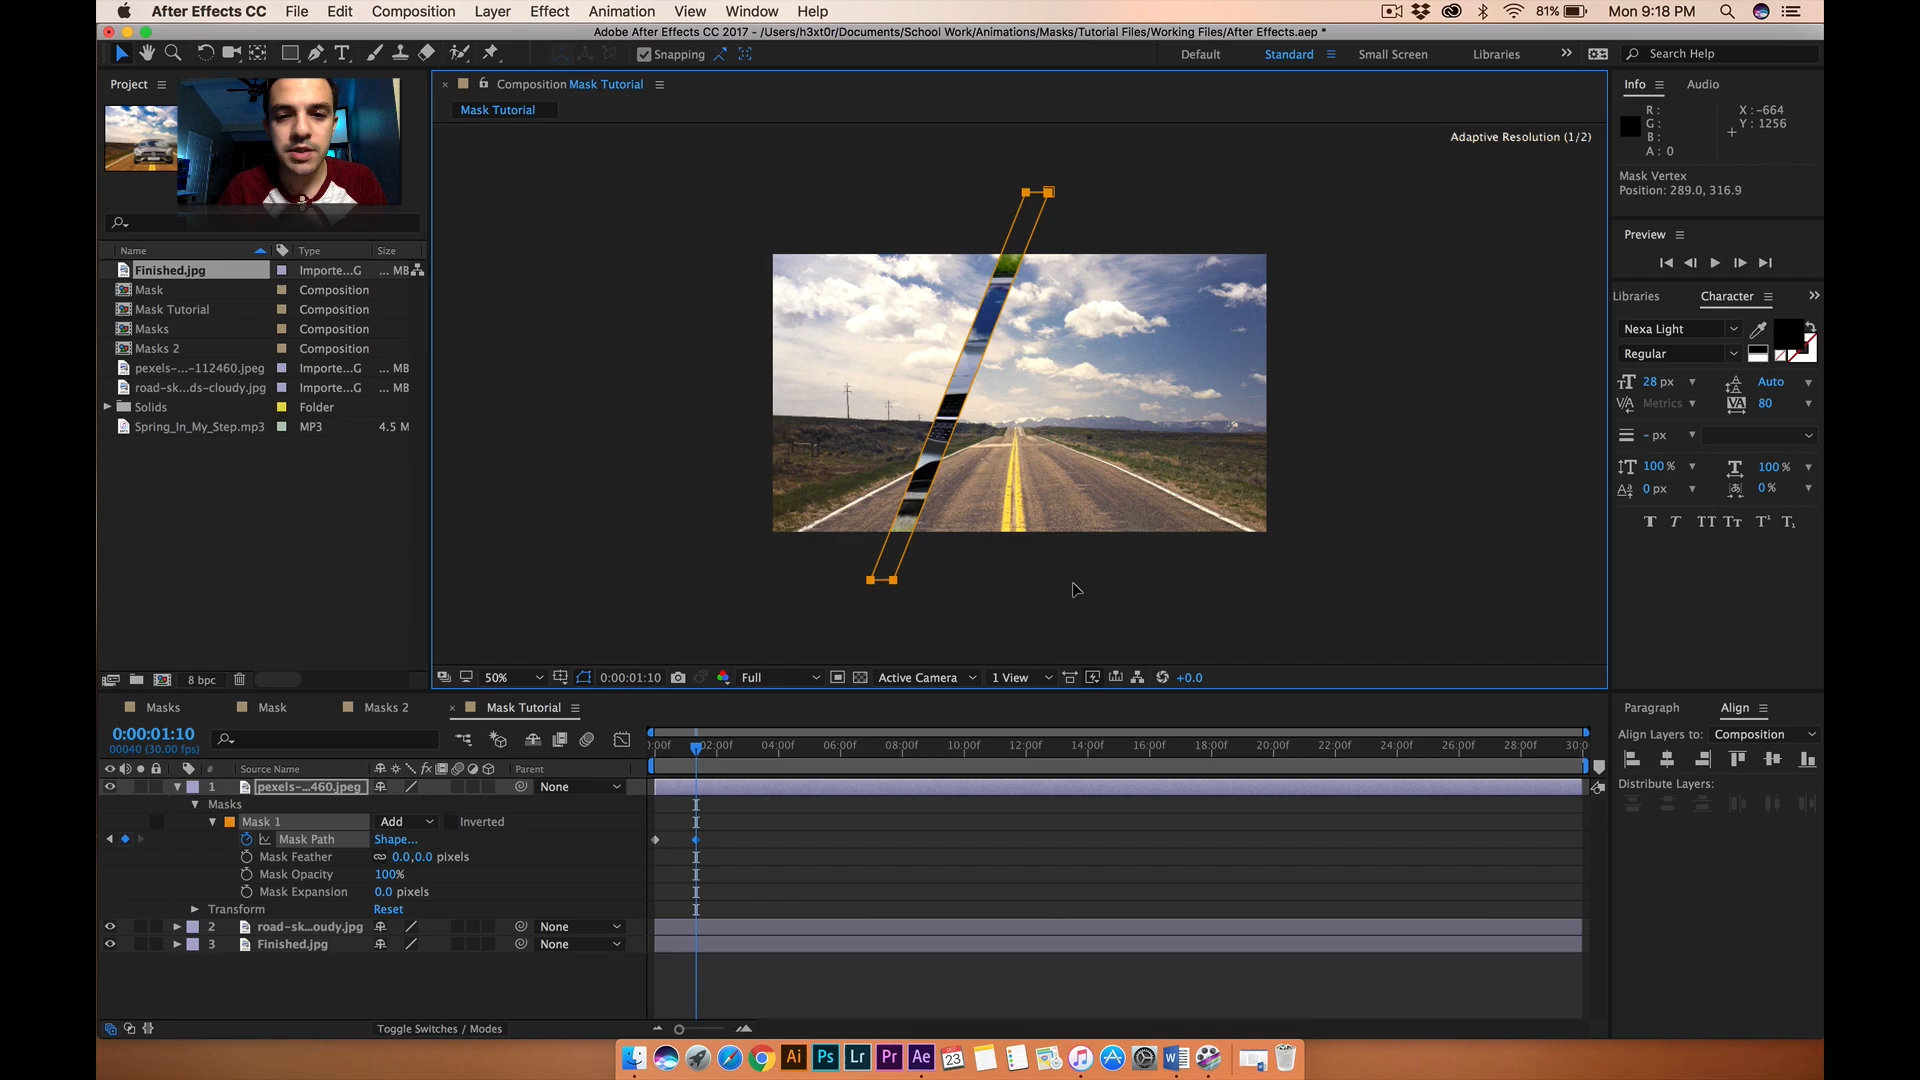 After Effects CC File Edit Composition Layer Effect Animation View Window Help 81% Mon 9:18 PM
Adobe After Effects CC 2017 - /Users/h3xt0r/Documents/School Work/Animations/Masks/Tutorial Files/Working Files/After Effects.aep *
Snapping Default Standard Small Screen Libraries Search Help
Project
Composition Mask Tutorial
Mask Tutorial
Adaptive Resolution (1/2)
Info Audio
R : X : -664
G : Y : 1256
B :
A : 0
Mask Vertex
Position: 289.0, 316.9
Preview
Libraries Character
Nexa Light
Regular
28 px Auto
Metrics 80
- px
100 % 100 %
0 px 0 %
T T TT Tt T¹ T₁
Name Type Size
Finished.jpg Importe...G ... MB
Mask Composition
Mask Tutorial Composition
Masks Composition
Masks 2 Composition
pexels-...-112460.jpeg Importe...G ... MB
road-sk...ds-cloudy.jpg Importe...G ... MB
Solids Folder
Spring_In_My_Step.mp3 MP3 4.5 M
8 bpc
50% 0:00:01:10 Full Active Camera 1 View +0.0
Masks Mask Masks 2 Mask Tutorial
0:00:01:10
00040 (30.00 fps)
:00f 02:00f 04:00f 06:00f 08:00f 10:00f 12:00f 14:00f 16:00f 18:00f 20:00f 22:00f 24:00f 26:00f 28:00f 30:0
# Source Name fx Parent
1 pexels-...460.jpeg None
Masks
Mask 1 Add Inverted
Mask Path Shape...
Mask Feather 0.0,0.0 pixels
Mask Opacity 100%
Mask Expansion 0.0 pixels
Transform Reset
2 road-sk...oudy.jpg None
3 Finished.jpg None
Toggle Switches / Modes
Paragraph Align
Align Layers to: Composition
Distribute Layers:
Ai Ps Lr Pr Ae OCT 23 W